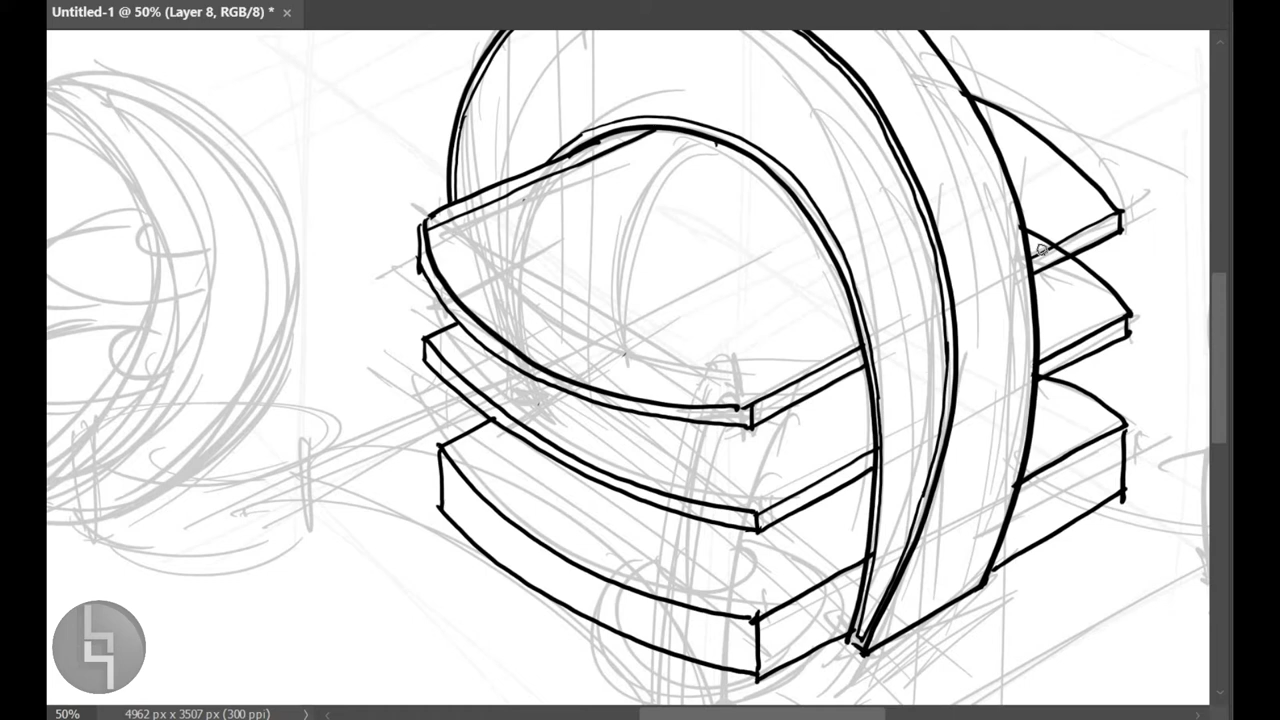 Untitled-1 @ 50% (Layer 8, RGB/8) *
50%
4962 px x 3507 px (300 ppi)